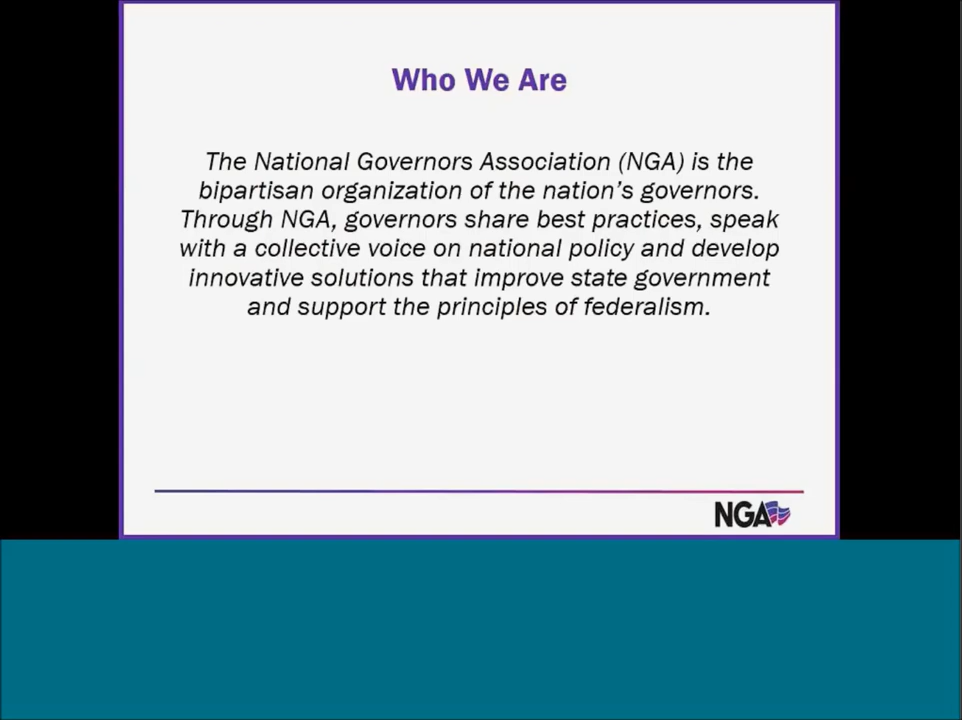 Who We Are
The National Governors Association (NGA) is the
bipartisan organization of the nation’s governors.
Through NGA, governors share best practices, speak
with a collective voice on national policy and develop
innovative solutions that improve state government
and support the principles of federalism.
NGA